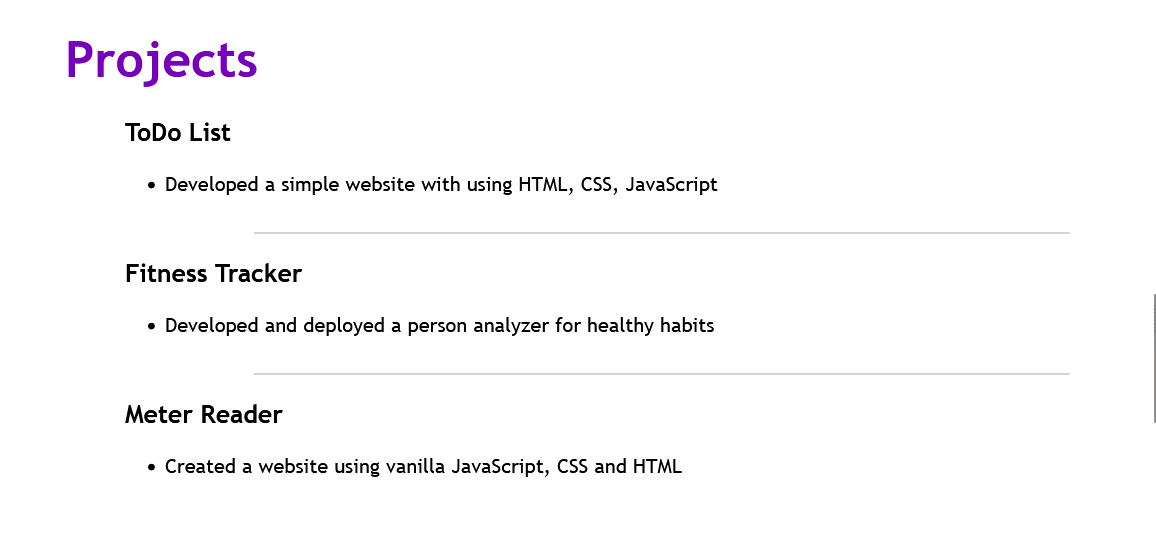 Projects
ToDo List
• Developed a simple website with using HTML, CSS, JavaScript
Fitness Tracker
• Developed and deployed a person analyzer for healthy habits
Meter Reader
• Created a website using vanilla JavaScript, CSS and HTML